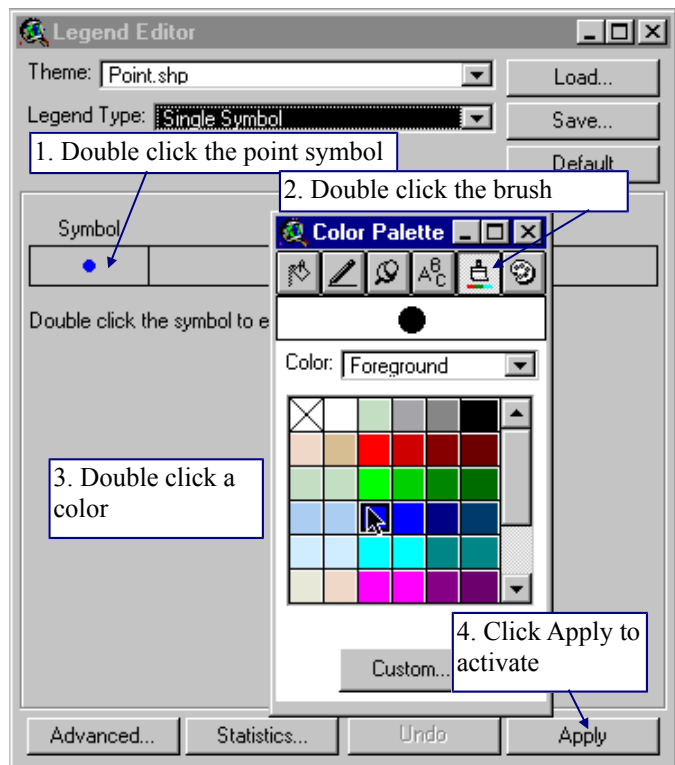 Legend Editor
Theme: Point.shp
Load...
Legend Type: Single Symbol
Save...
1. Double click the point symbol
Default
2. Double click the brush
Symbol
Color Palette
ABC
Double click the symbol to e
Color: Foreground
3. Double click a
color
4. Click Apply to
activate
Custom...
Advanced...
Statistics...
Undo
Apply